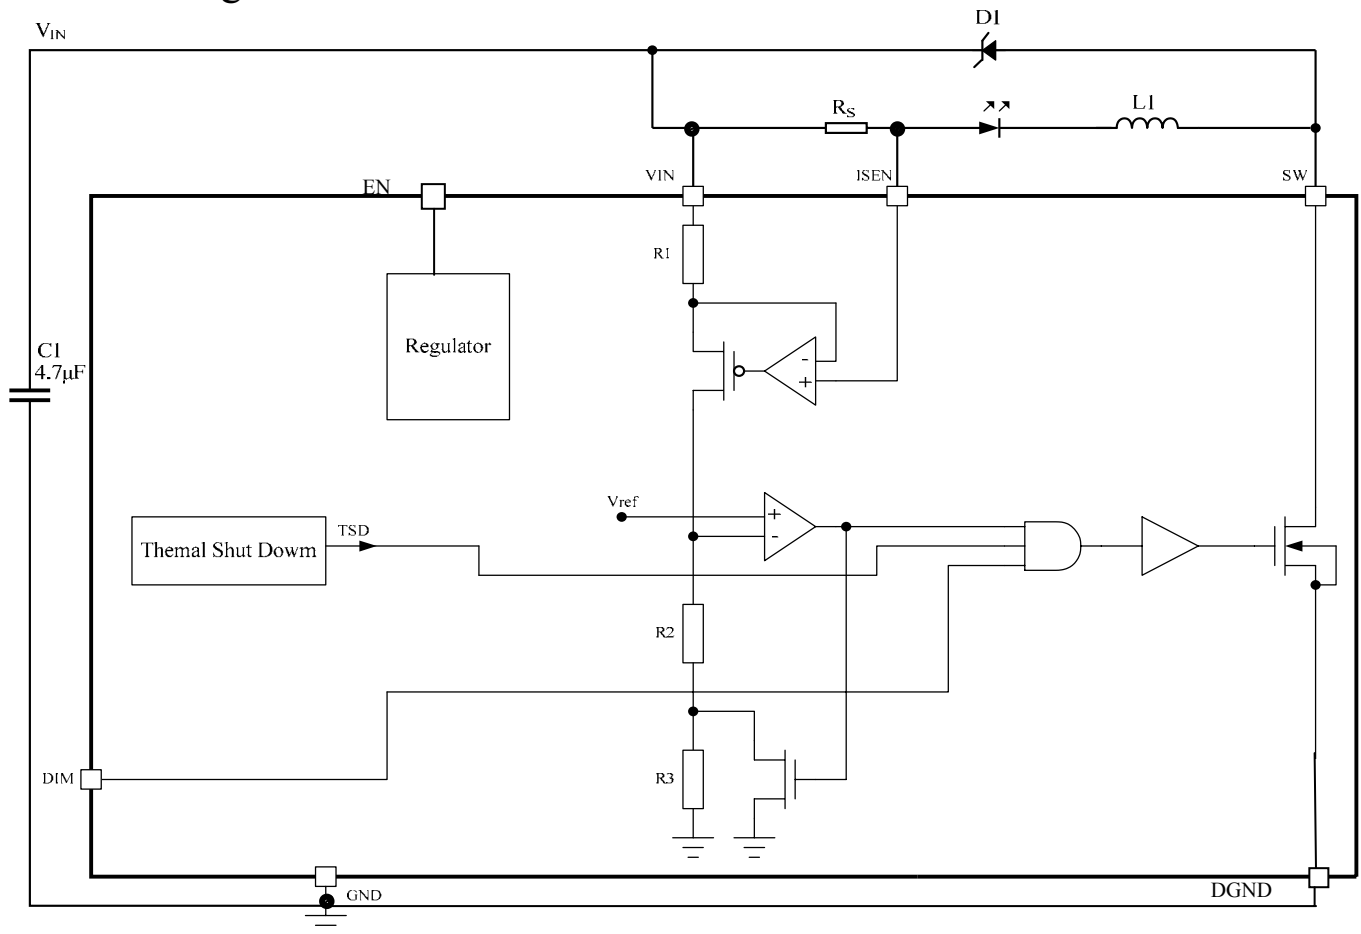 D1
VIN
RS
L1
EN
VIN
ISEN
SW
R1
Regulator
C1
4.7µF
- 
+
Vref
+
-
TSD
Themal Shut Dowm
R2
DIM
R3
GND
DGND